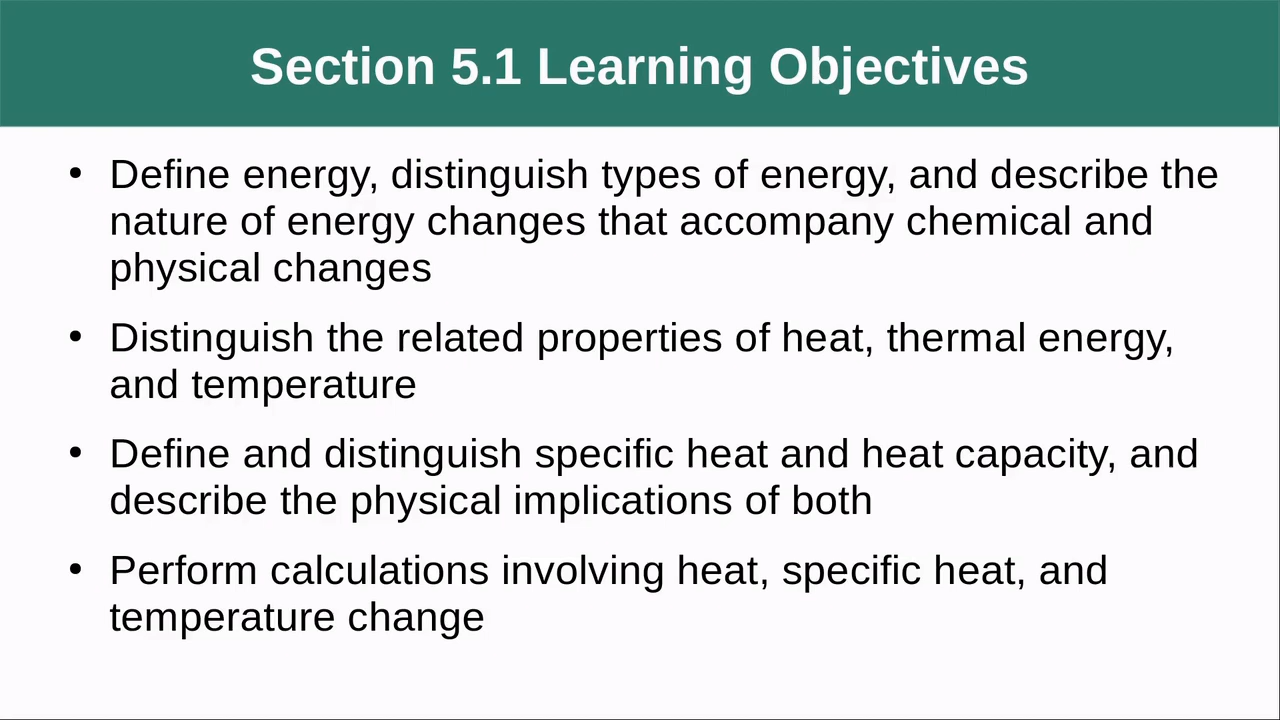 Section 5.1 Learning Objectives
• Define energy, distinguish types of energy, and describe the
nature of energy changes that accompany chemical and
physical changes
• Distinguish the related properties of heat, thermal energy,
and temperature
• Define and distinguish specific heat and heat capacity, and
describe the physical implications of both
• Perform calculations involving heat, specific heat, and
temperature change